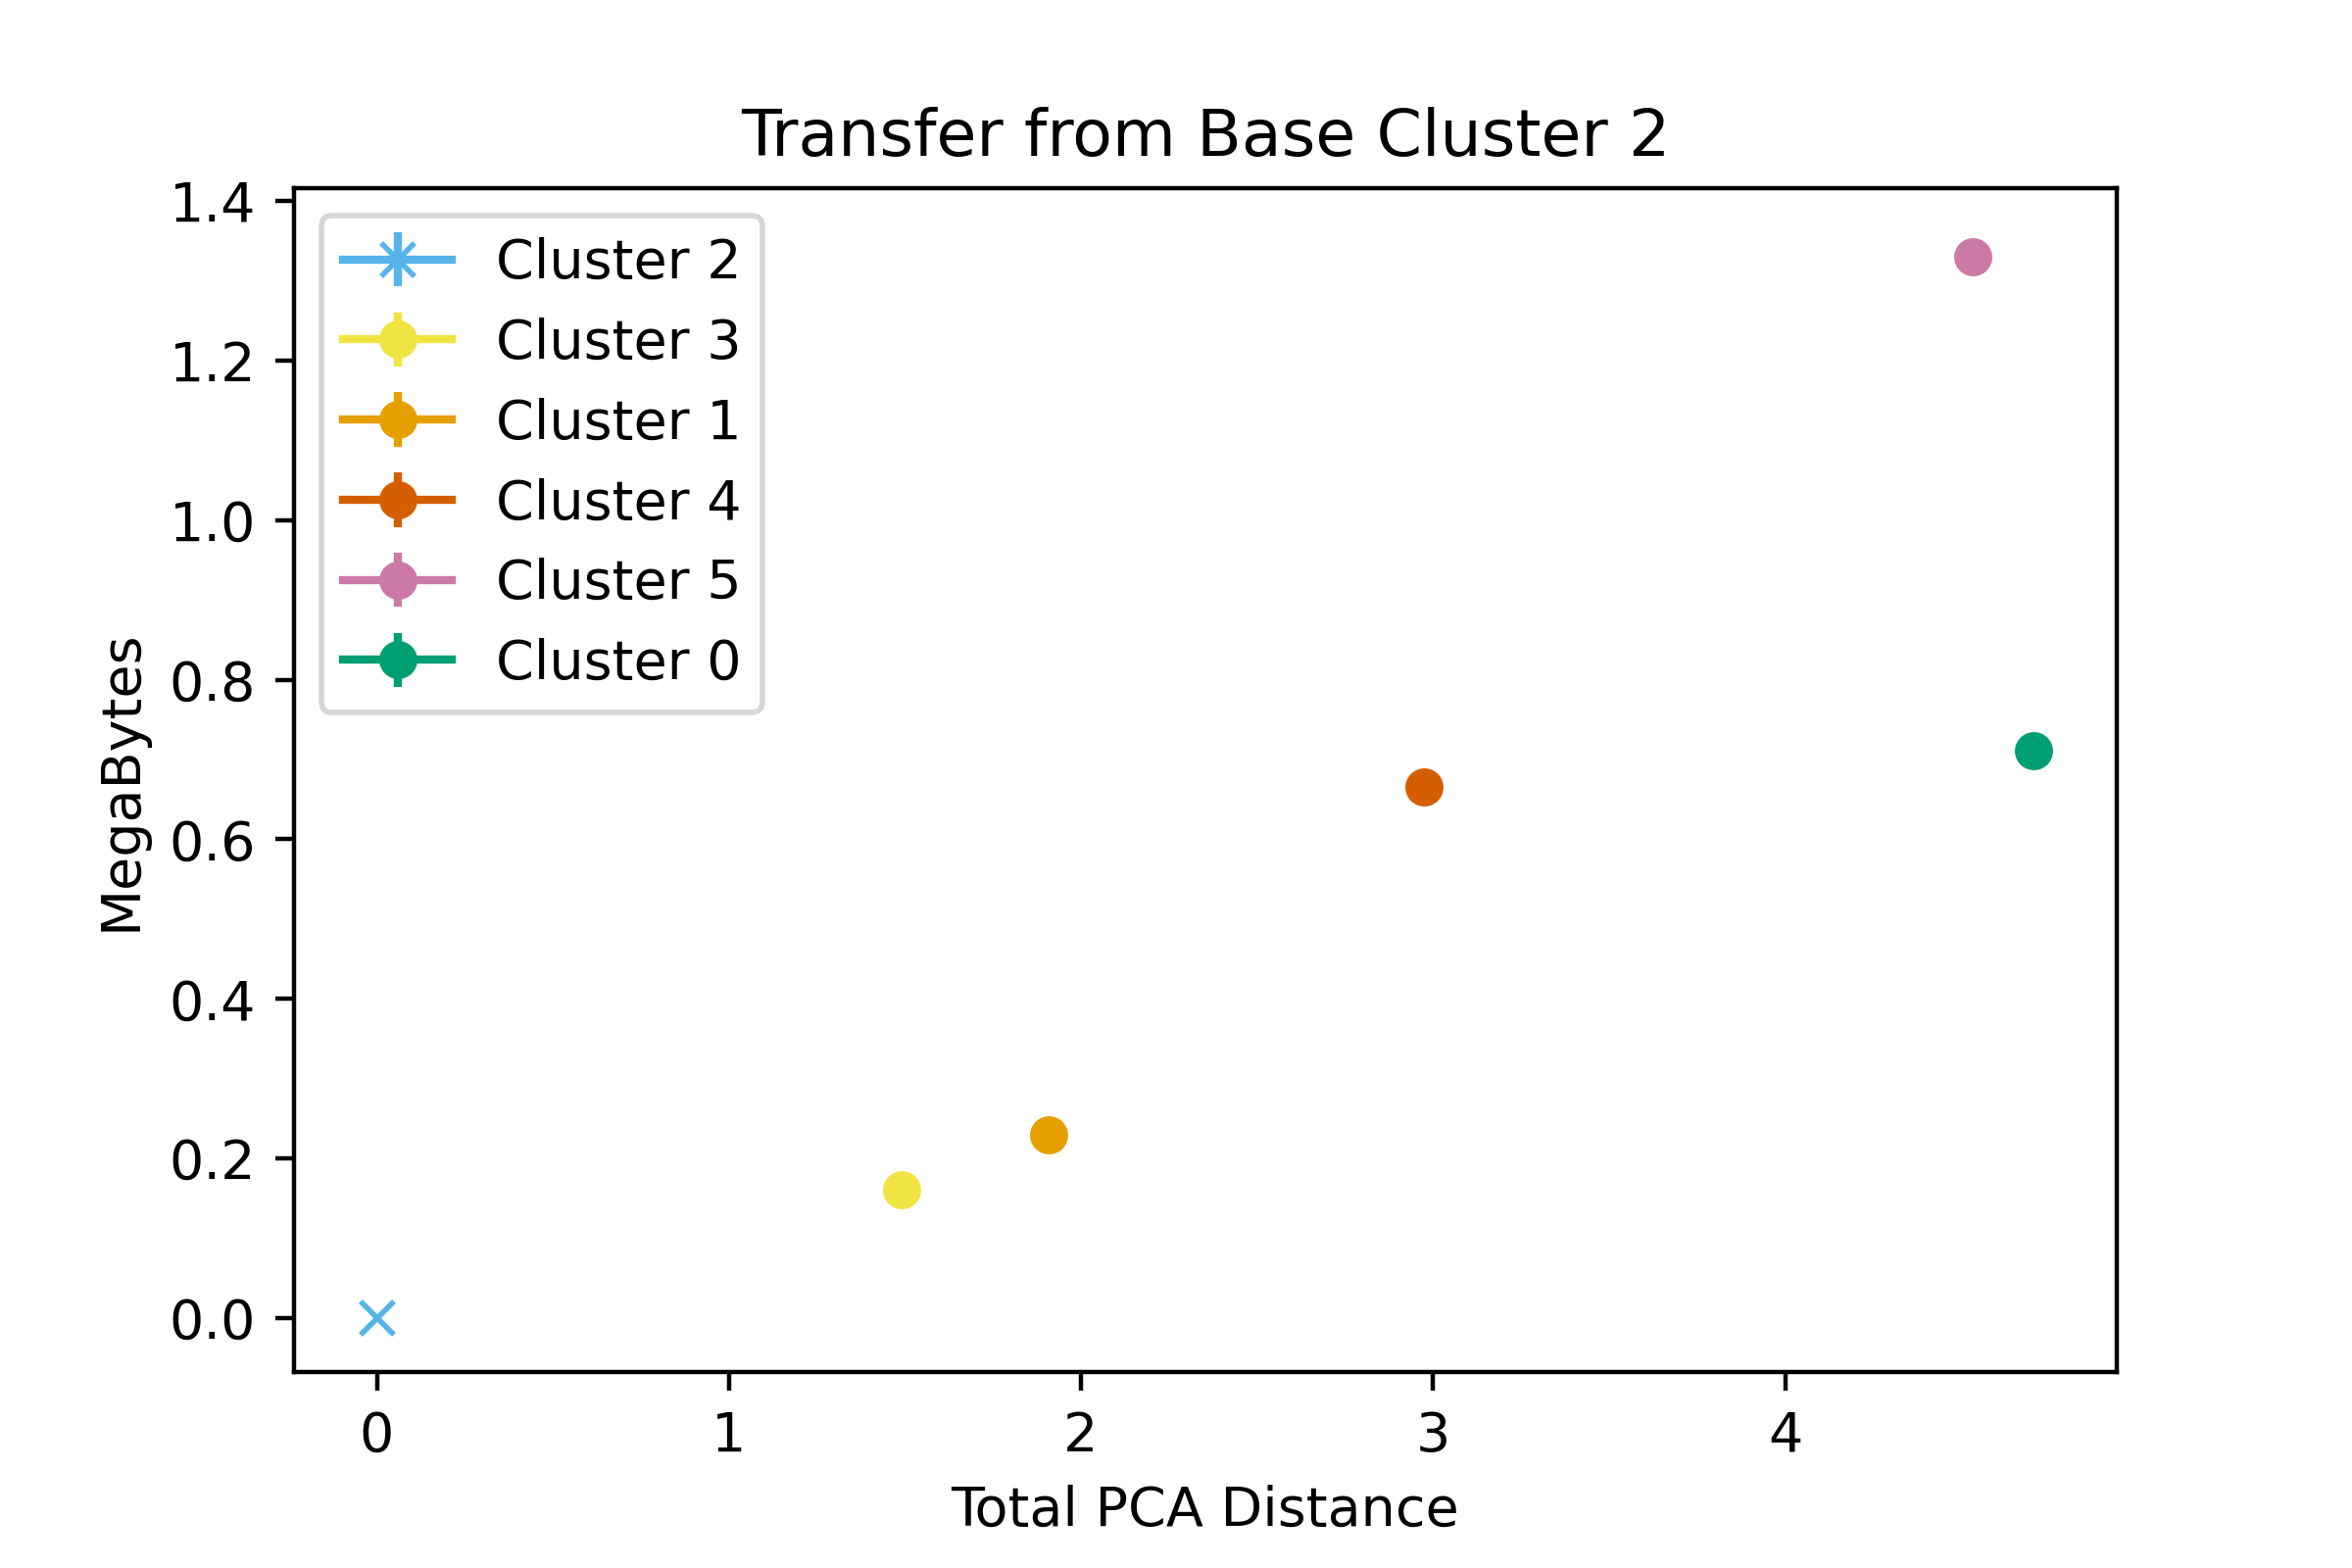 Transfer from Base Cluster 2
MegaBytes
1.4
1.2
1.0
0.8
0.6
0.4
0.2
0.0
Cluster 2
Cluster 3
Cluster 1
Cluster 4
Cluster 5
Cluster 0
0 1 2 3 4
Total PCA Distance